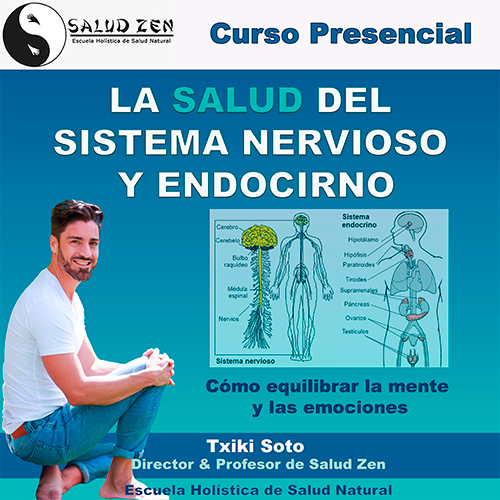 SALUD ZEN
Escuela Holística de Salud Natural
Curso Presencial
LA SALUD DEL
SISTEMA NERVIOSO
Y ENDOCIRNO
Cerebro
Cerebelo
Bulbo
raquídeo
Médula
espinal
Nervios
Sistema nervioso
Sistema
endocrino
Hipotálamo
Hipófisis
Paratiroides
Tiroides
Suprarrenales
Páncreas
Ovarios
Testículos
Cómo equilibrar la mente
y las emociones
Txiki Soto
Director & Profesor de Salud Zen
Escuela Holística de Salud Natural